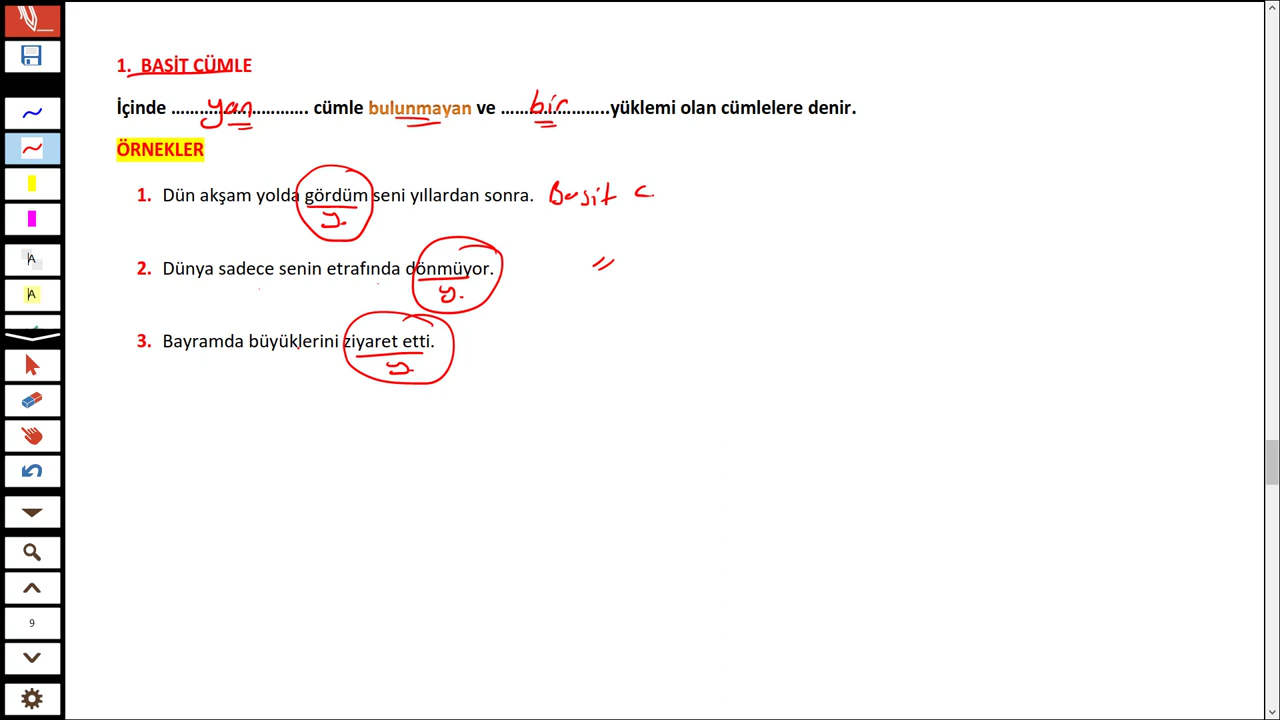 1. BASİT CÜMLE
İçinde ........yan............ cümle bulunmayan ve .......bir..........yüklemi olan cümlelere denir.
ÖRNEKLER
1. Dün akşam yolda gördüm seni yıllardan sonra. Basit c
y.
2. Dünya sadece senin etrafında dönmüyor. "
y.
3. Bayramda büyüklerini ziyaret etti.
y.
A
A
9